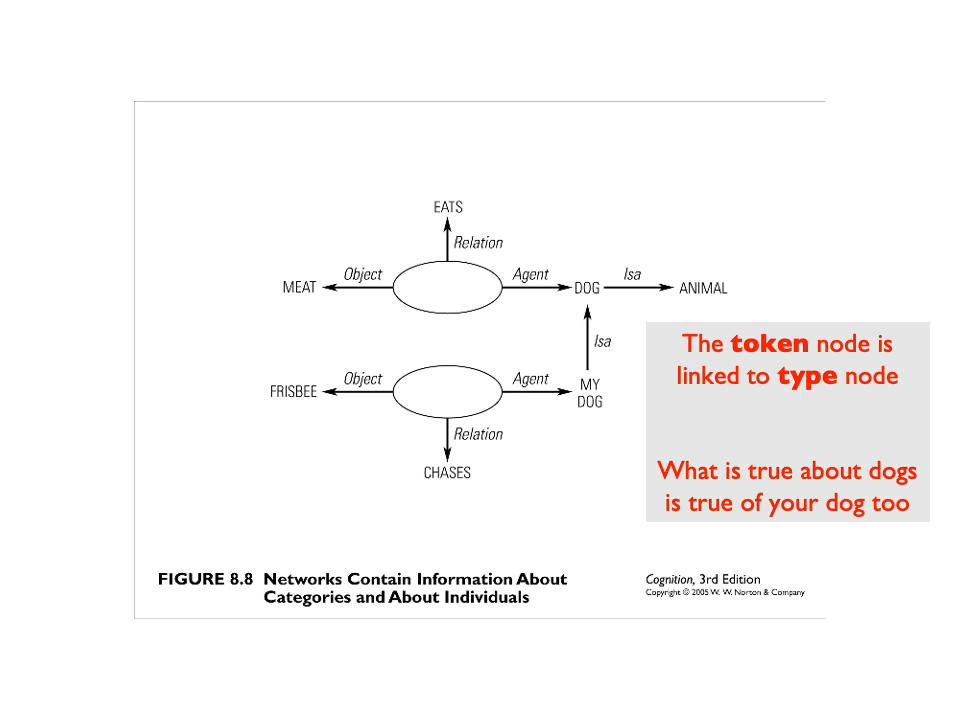 EATS
Relation
MEAT Object Agent DOG Isa ANIMAL
Isa
The token node is
linked to type node
FRISBEE Object Agent MY
DOG
Relation
CHASES
What is true about dogs
is true of your dog too
FIGURE 8.8 Networks Contain Information About
Categories and About Individuals
Cognition, 3rd Edition
Copyright © 2005 W. W. Norton & Company